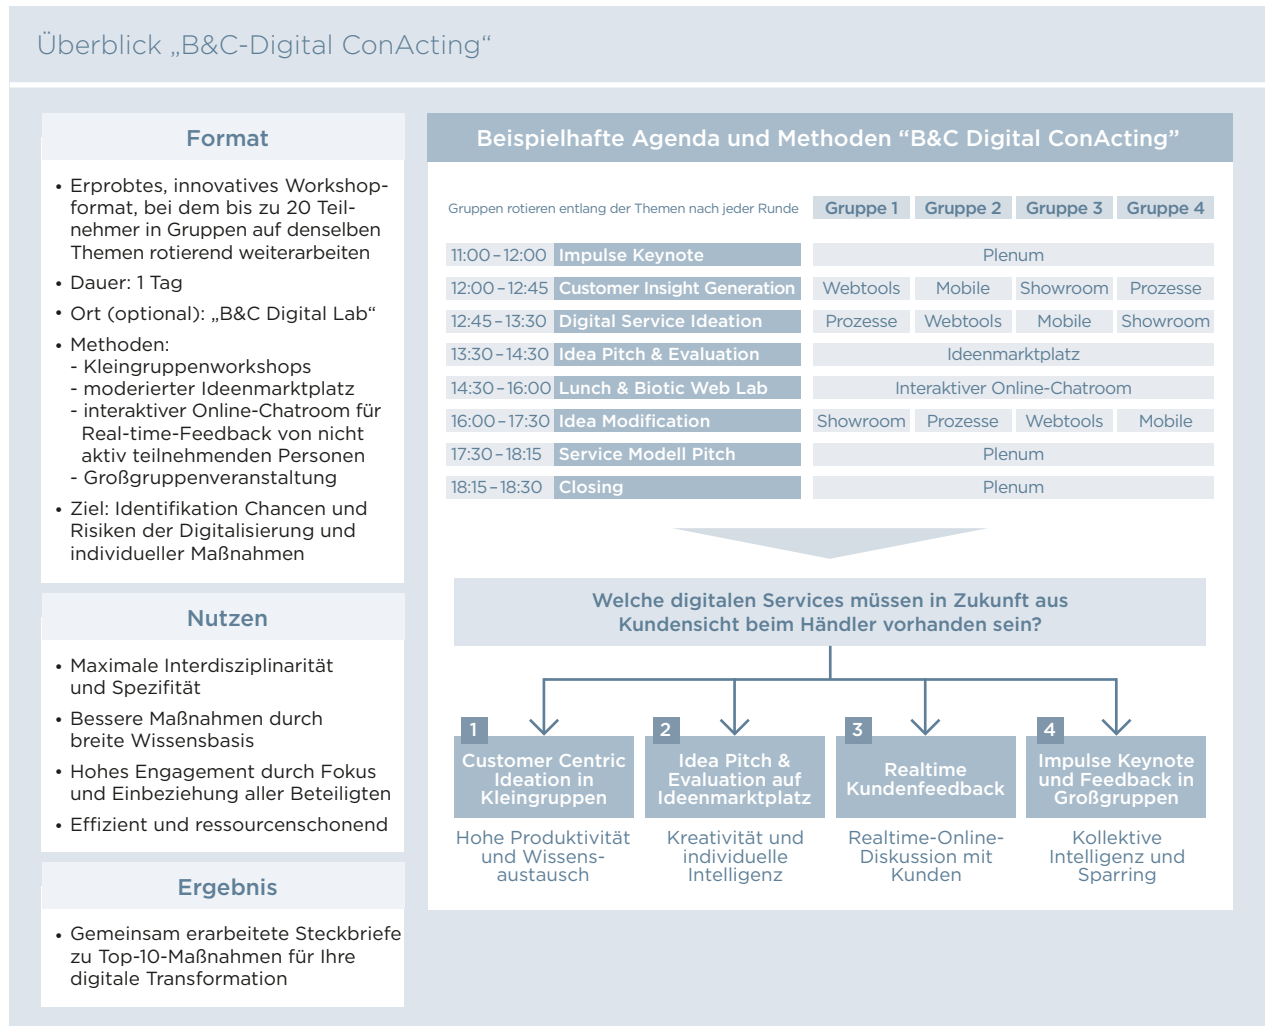 Überblick „B&C-Digital ConActing“
Format
• Erprobtes, innovatives Workshop-
format, bei dem bis zu 20 Teil-
nehmer in Gruppen auf denselben
Themen rotierend weiterarbeiten
• Dauer: 1 Tag
• Ort (optional): „B&C Digital Lab“
• Methoden:
- Kleingruppenworkshops
- moderierter Ideenmarktplatz
- interaktiver Online-Chatroom für
Real-time-Feedback von nicht
aktiv teilnehmenden Personen
- Großgruppenveranstaltung
• Ziel: Identifikation Chancen und
Risiken der Digitalisierung und
individueller Maßnahmen
Nutzen
• Maximale Interdisziplinarität
und Spezifität
• Bessere Maßnahmen durch
breite Wissensbasis
• Hohes Engagement durch Fokus
und Einbeziehung aller Beteiligten
• Effizient und ressourcenschonend
Ergebnis
• Gemeinsam erarbeitete Steckbriefe
zu Top-10-Maßnahmen für Ihre
digitale Transformation
Beispielhafte Agenda und Methoden “B&C Digital ConActing”
Gruppen rotieren entlang der Themen nach jeder Runde Gruppe 1 Gruppe 2 Gruppe 3 Gruppe 4
11:00–12:00 Impulse Keynote Plenum
12:00–12:45 Customer Insight Generation Webtools Mobile Showroom Prozesse
12:45–13:30 Digital Service Ideation Prozesse Webtools Mobile Showroom
13:30–14:30 Idea Pitch & Evaluation Ideenmarktplatz
14:30–16:00 Lunch & Biotic Web Lab Interaktiver Online-Chatroom
16:00–17:30 Idea Modification Showroom Prozesse Webtools Mobile
17:30–18:15 Service Modell Pitch Plenum
18:15–18:30 Closing Plenum
Welche digitalen Services müssen in Zukunft aus
Kundensicht beim Händler vorhanden sein?
1
Customer Centric
Ideation in
Kleingruppen
Hohe Produktivität
und Wissens-
austausch
2
Idea Pitch &
Evaluation auf
Ideenmarktplatz
Kreativität und
individuelle
Intelligenz
3
Realtime
Kundenfeedback
Realtime-Online-
Diskussion mit
Kunden
4
Impulse Keynote
und Feedback in
Großgruppen
Kollektive
Intelligenz und
Sparring